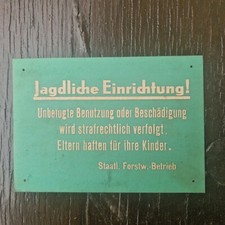 Jagdliche Einrichtung!
Unbefugte Benutzung oder Beschädigung
wird strafrechtlich verfolgt.
Eltern haften für ihre Kinder.
Staatl. Forstw.-Betrieb